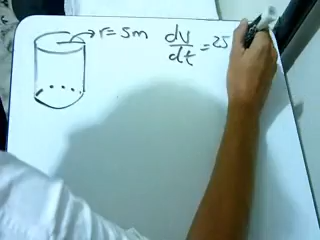 r = 5m
dV/dt = 25